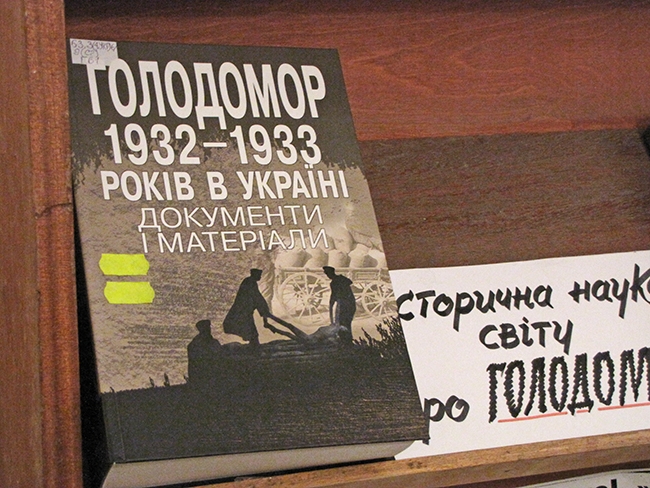 ГОЛОДОМОР
1932–1933
РОКІВ В УКРАЇНІ
ДОКУМЕНТИ
І МАТЕРІАЛИ
сторична наук
світу
ро ГОЛОДОМ